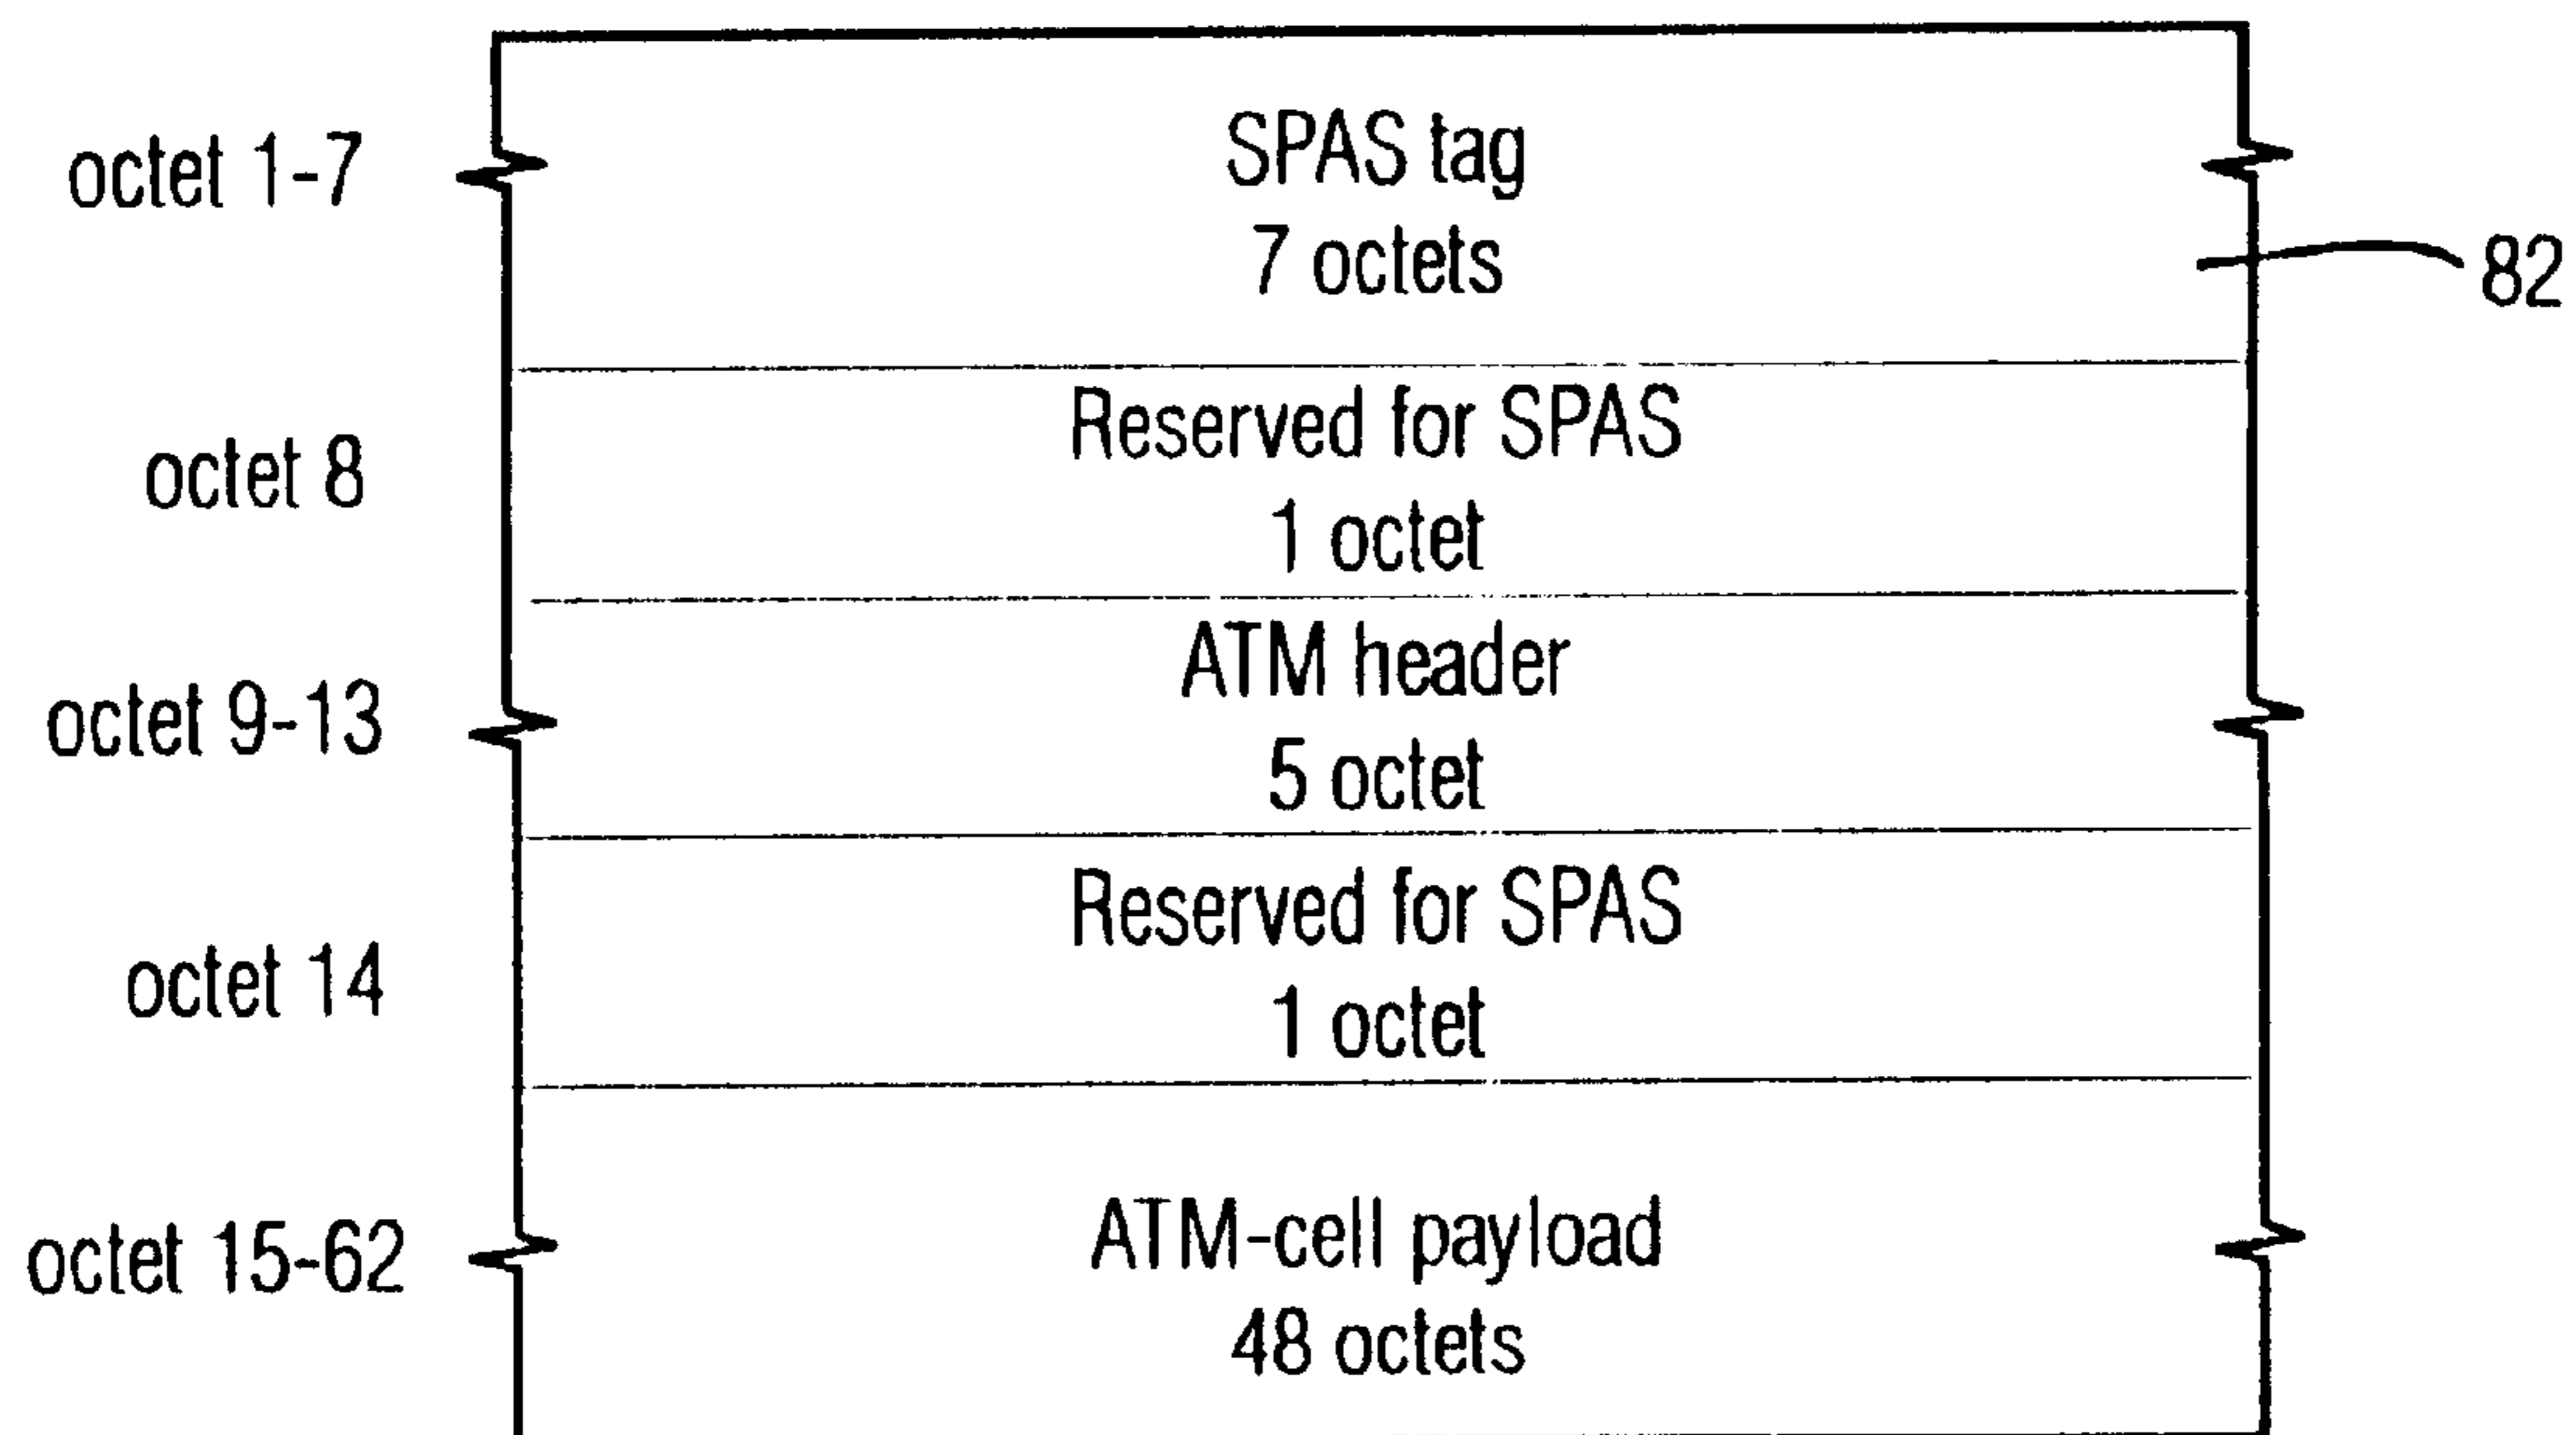 octet 1-7
SPAS tag
7 octets
82
octet 8
Reserved for SPAS
1 octet
octet 9-13
ATM header
5 octet
octet 14
Reserved for SPAS
1 octet
octet 15-62
ATM-cell payload
48 octets